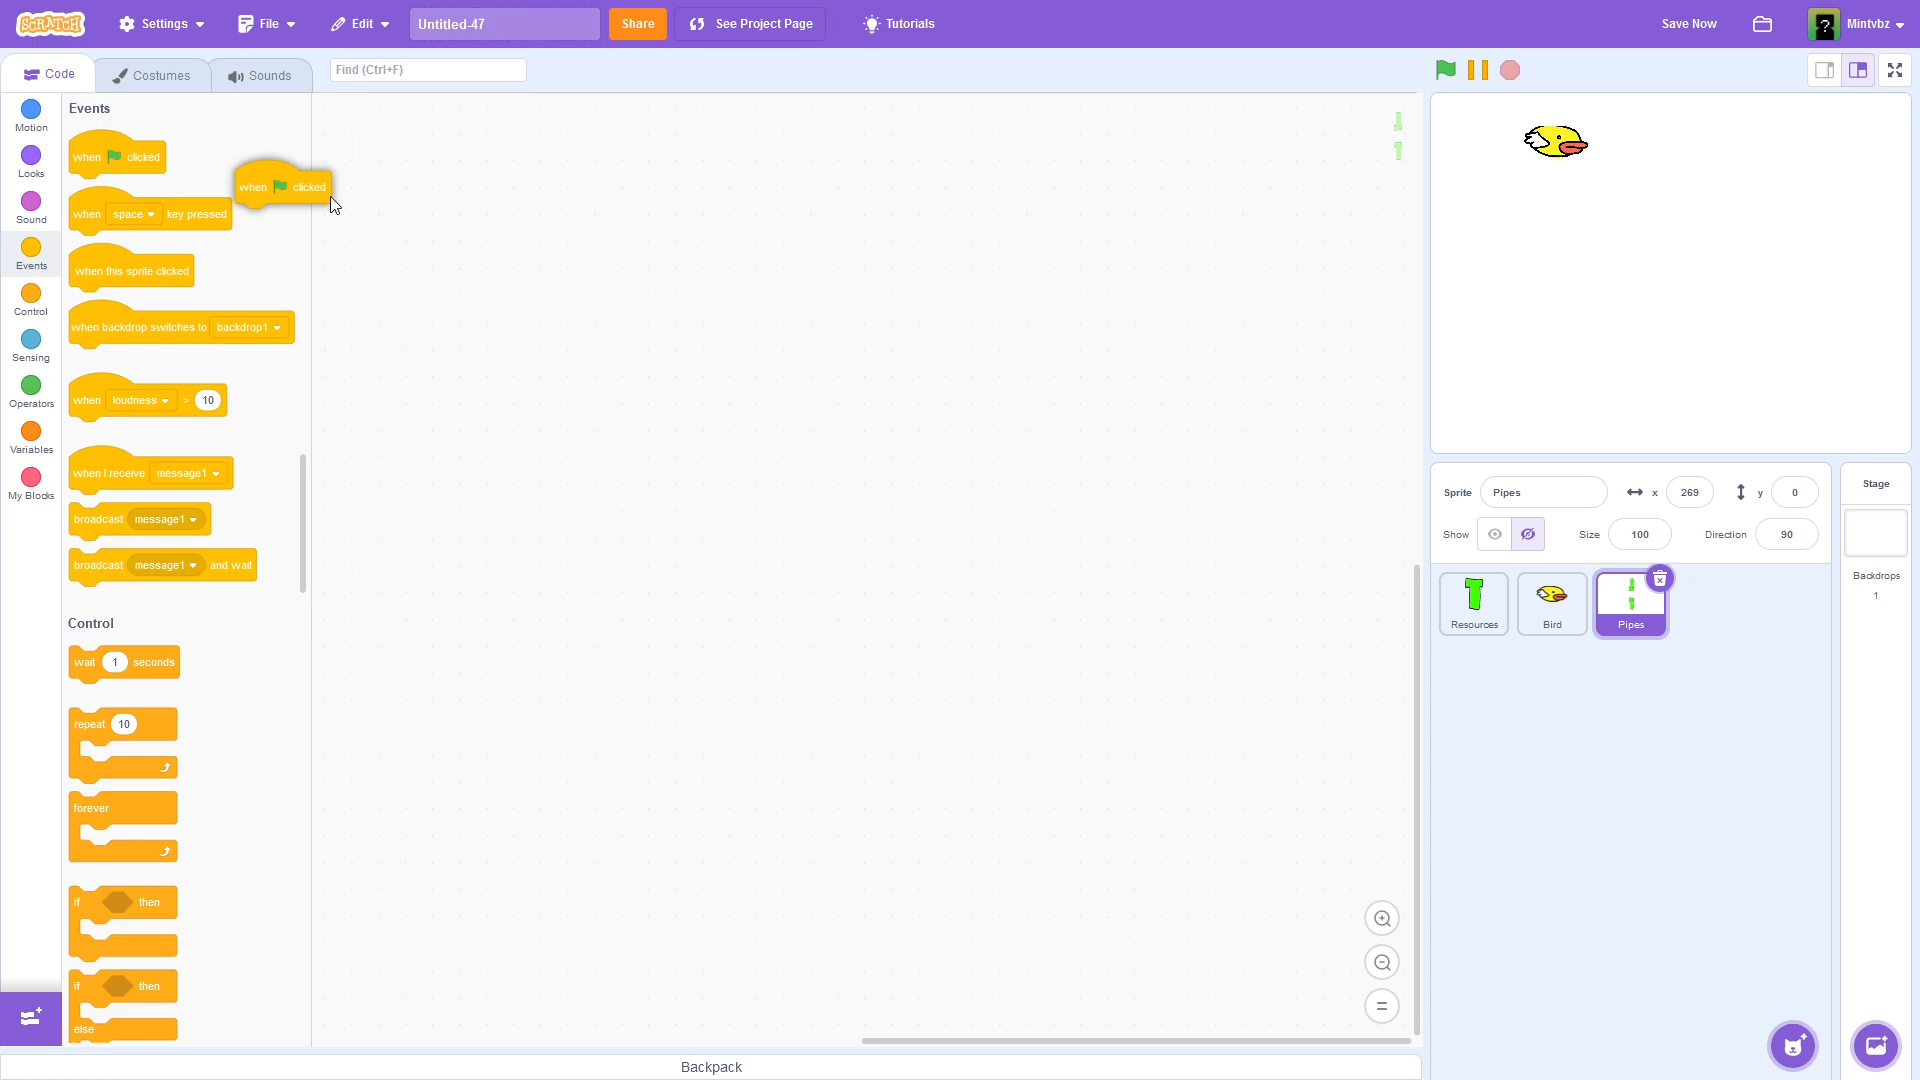 SCRATCH Settings File Edit Untitled-47 Share See Project Page Tutorials Save Now ? Mintvbz
Code Costumes Sounds Find (Ctrl+F)
Motion
Looks
Sound
Events
Control
Sensing
Operators
Variables
My Blocks
Events
when clicked
when clicked
when space key pressed
when this sprite clicked
when backdrop switches to backdrop1
when loudness > 10
when I receive message1
broadcast message1
broadcast message1 and wait
Control
wait 1 seconds
repeat 10
forever
if then
if then
else
Sprite Pipes x 269 y 0
Show Size 100 Direction 90
Resources Bird Pipes
Stage
Backdrops
1
Backpack